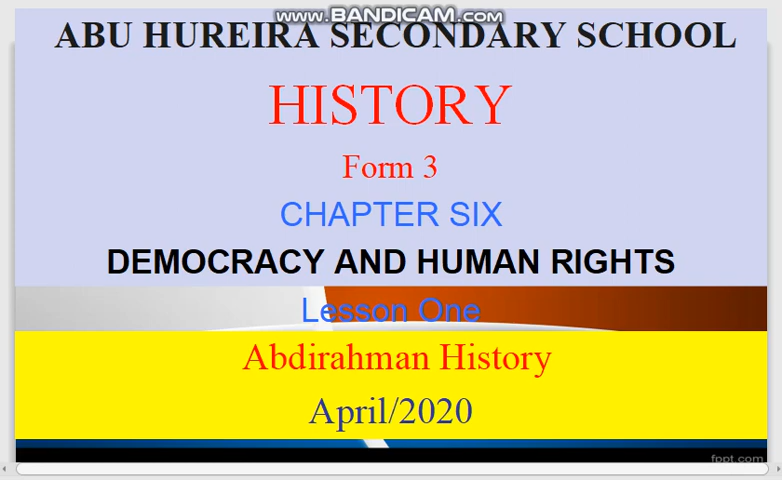 www.BANDICAM.com
ABU HUREIRA SECONDARY SCHOOL
HISTORY
Form 3
CHAPTER SIX
DEMOCRACY AND HUMAN RIGHTS
Lesson One
Abdirahman History
April/2020
fppt.com